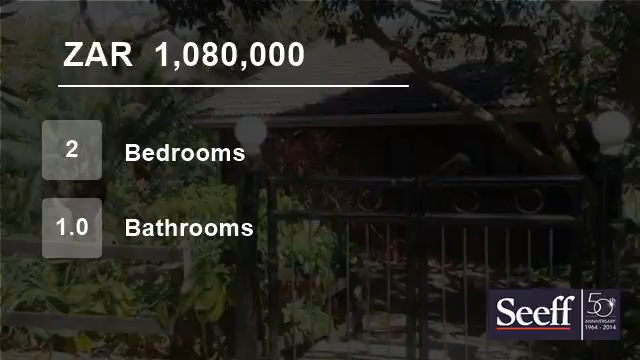 ZAR 1,080,000
2 Bedrooms
1.0 Bathrooms
Seeff 50
ANNIVERSARY
1964 - 2014